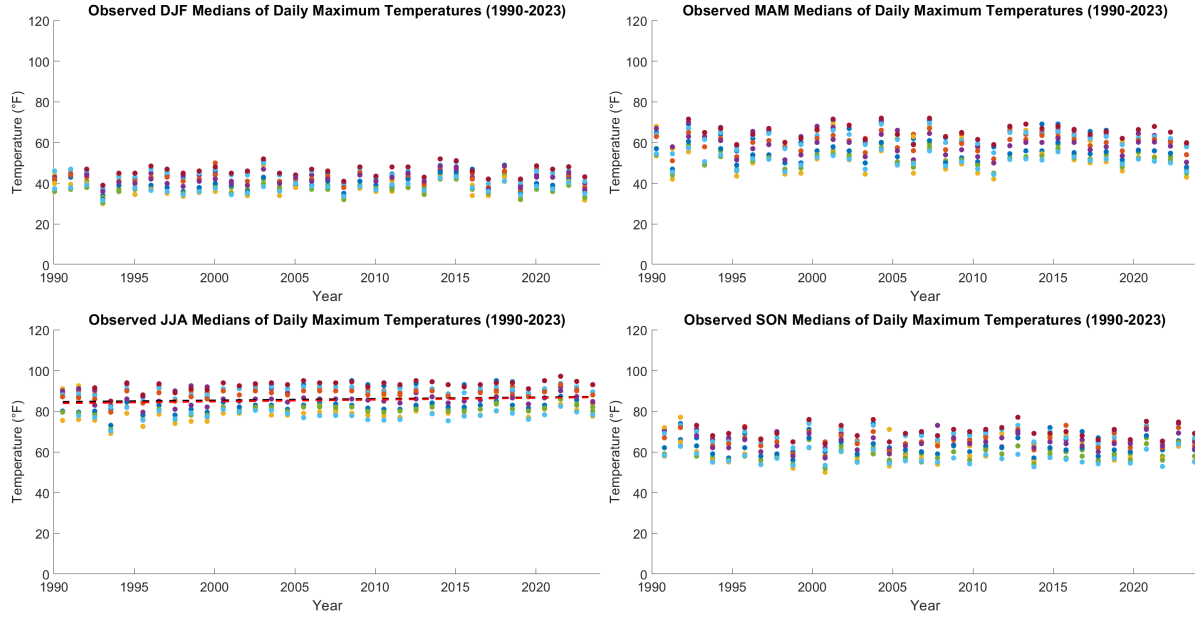 Observed DJF Medians of Daily Maximum Temperatures (1990-2023)
120
100
80
60
40
20
0
Temperature (°F)
1990 1995 2000 2005 2010 2015 2020
Year
Observed MAM Medians of Daily Maximum Temperatures (1990-2023)
120
100
80
60
40
20
0
Temperature (°F)
1990 1995 2000 2005 2010 2015 2020
Year
Observed JJA Medians of Daily Maximum Temperatures (1990-2023)
120
100
80
60
40
20
0
Temperature (°F)
1990 1995 2000 2005 2010 2015 2020
Year
Observed SON Medians of Daily Maximum Temperatures (1990-2023)
120
100
80
60
40
20
0
Temperature (°F)
1990 1995 2000 2005 2010 2015 2020
Year